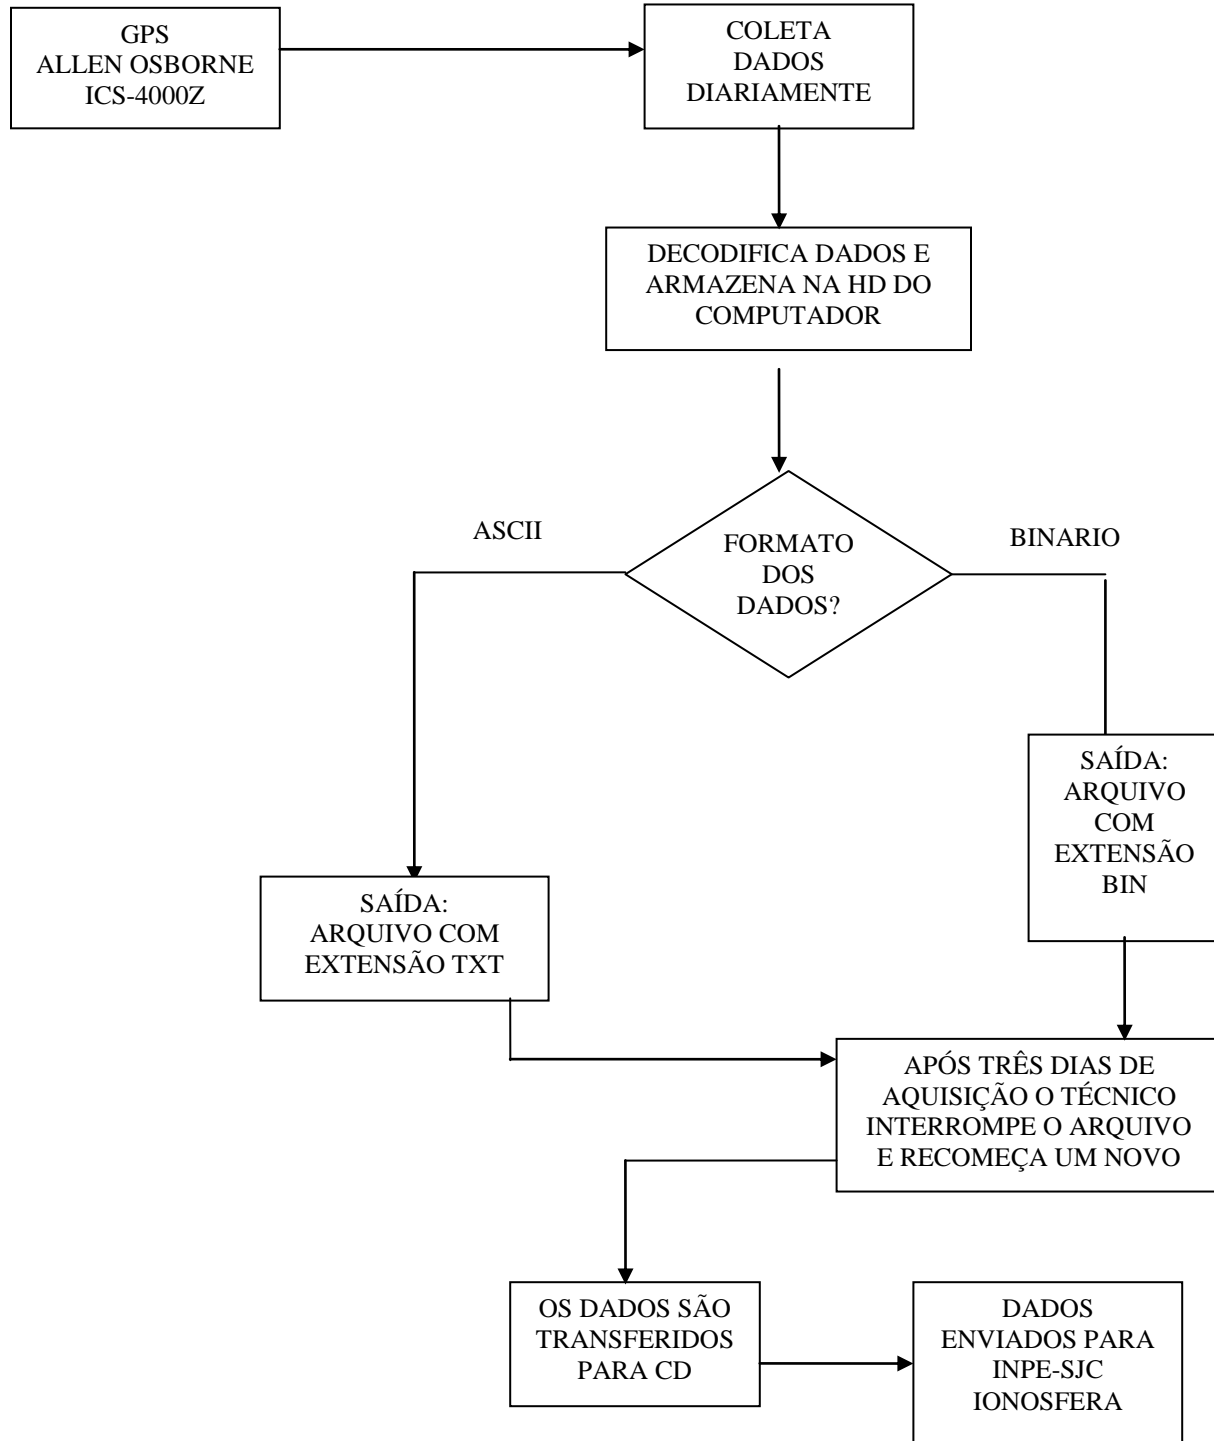 GPS
ALLEN OSBORNE
ICS-4000Z
COLETA
DADOS
DIARIAMENTE
DECODIFICA DADOS E
ARMAZENA NA HD DO
COMPUTADOR
ASCII
FORMATO
DOS
DADOS?
BINARIO
SAÍDA:
ARQUIVO
COM
EXTENSÃO
BIN
SAÍDA:
ARQUIVO COM
EXTENSÃO TXT
APÓS TRÊS DIAS DE
AQUISIÇÃO O TÉCNICO
INTERROMPE O ARQUIVO
E RECOMEÇA UM NOVO
OS DADOS SÃO
TRANSFERIDOS
PARA CD
DADOS
ENVIADOS PARA
INPE-SJC
IONOSFERA